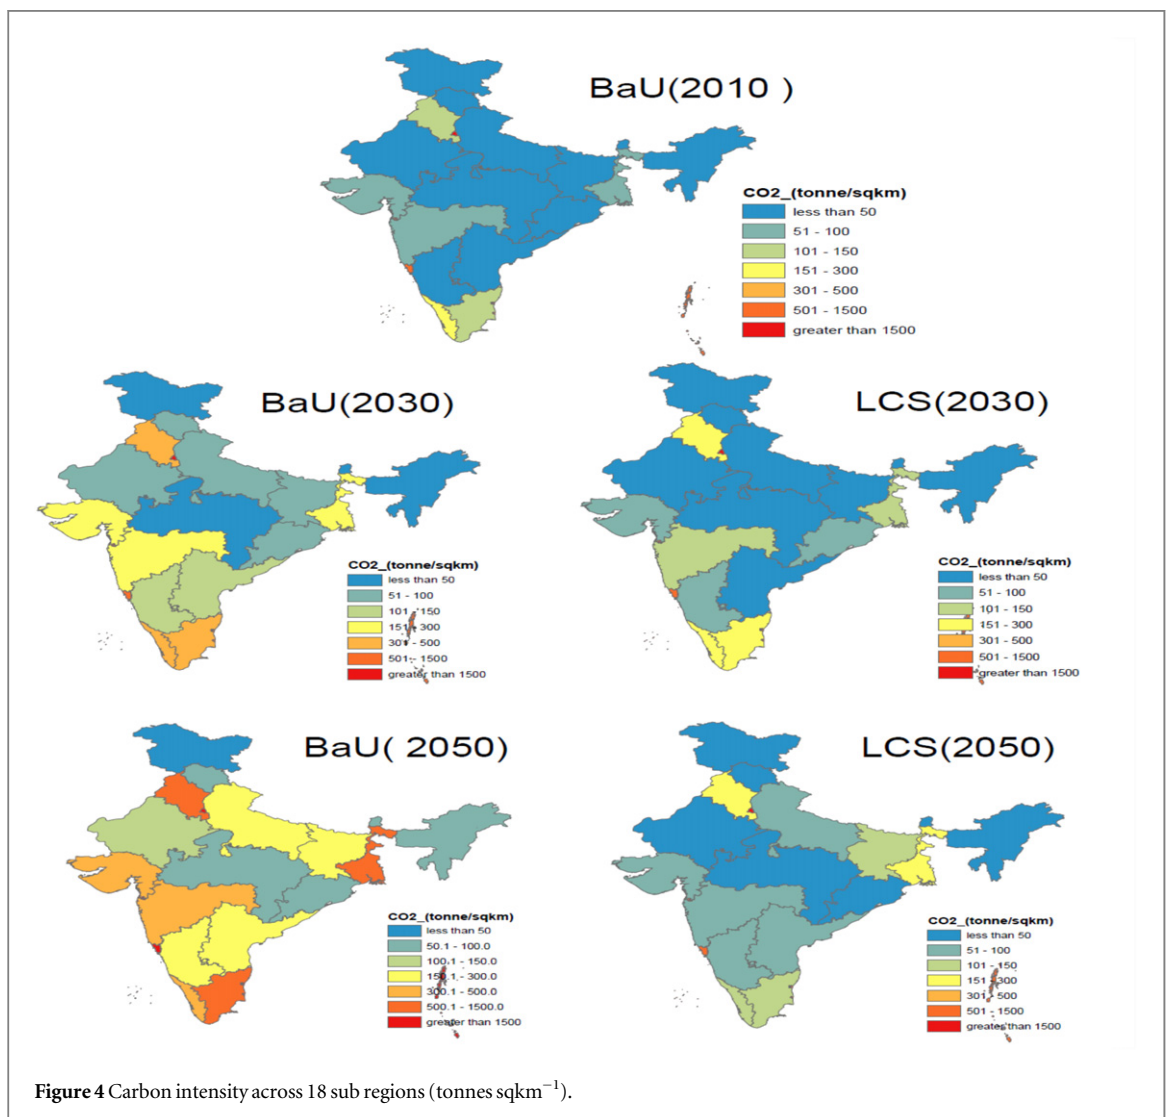 BaU(2010 )
CO2_(tonne/sqkm)
less than 50
51 - 100
101 - 150
151 - 300
301 - 500
501 - 1500
greater than 1500
BaU(2030)
CO2_(tonne/sqkm)
less than 50
51 - 100
101 - 150
151 - 300
301 - 500
501 - 1500
greater than 1500
LCS(2030)
CO2_(tonne/sqkm)
less than 50
51 - 100
101 - 150
151 - 300
301 - 500
501 - 1500
greater than 1500
BaU( 2050)
CO2_(tonne/sqkm)
less than 50
50.1 - 100.0
100.1 - 150.0
150.1 - 300.0
300.1 - 500.0
500.1 - 1500.0
greater than 1500
LCS(2050)
CO2_(tonne/sqkm)
less than 50
51 - 100
101 - 150
151 - 300
301 - 500
501 - 1500
greater than 1500
Figure 4 Carbon intensity across 18 sub regions (tonnes sqkm⁻¹).